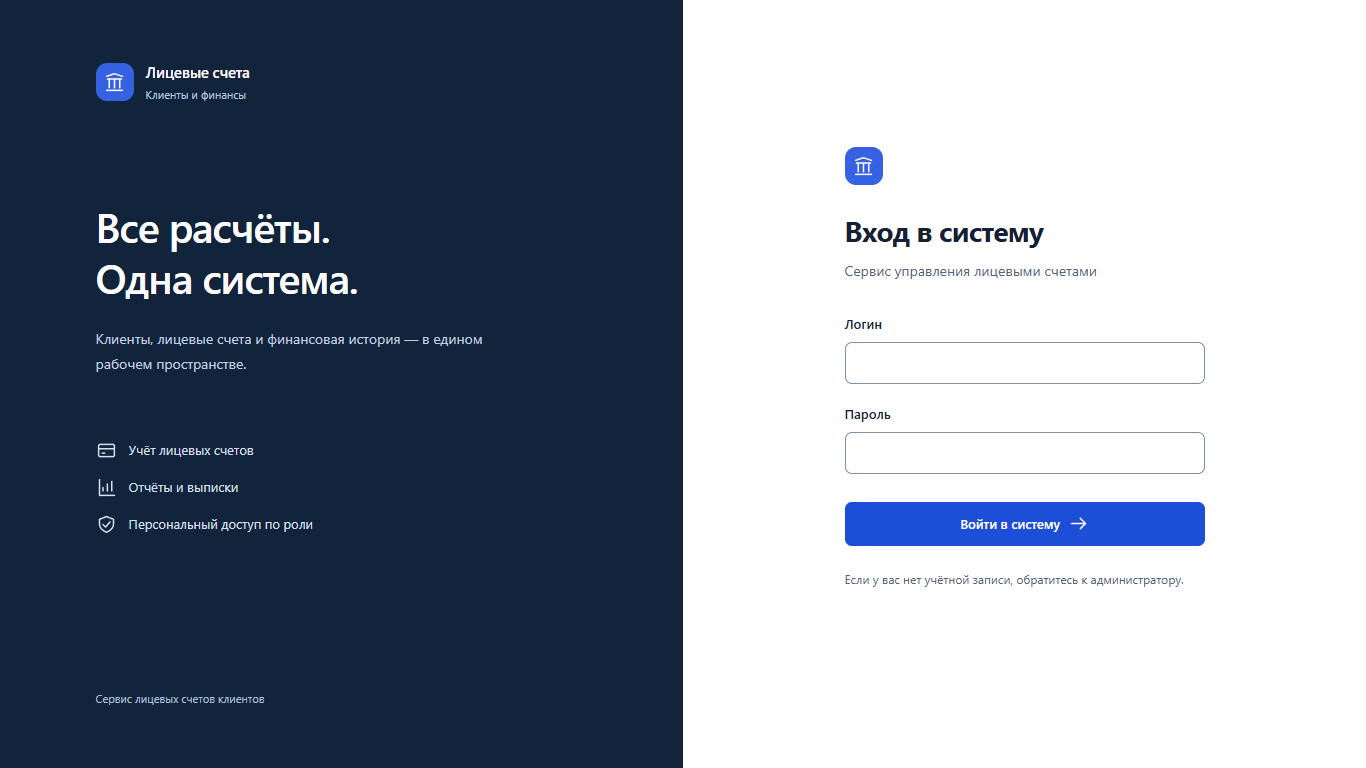 Лицевые счета
Клиенты и финансы
Все расчёты.
Одна система.
Клиенты, лицевые счета и финансовая история — в едином
рабочем пространстве.
Учёт лицевых счетов
Отчёты и выписки
Персональный доступ по роли
Сервис лицевых счетов клиентов
Вход в систему
Сервис управления лицевыми счетами
Логин
Пароль
Войти в систему
Если у вас нет учётной записи, обратитесь к администратору.